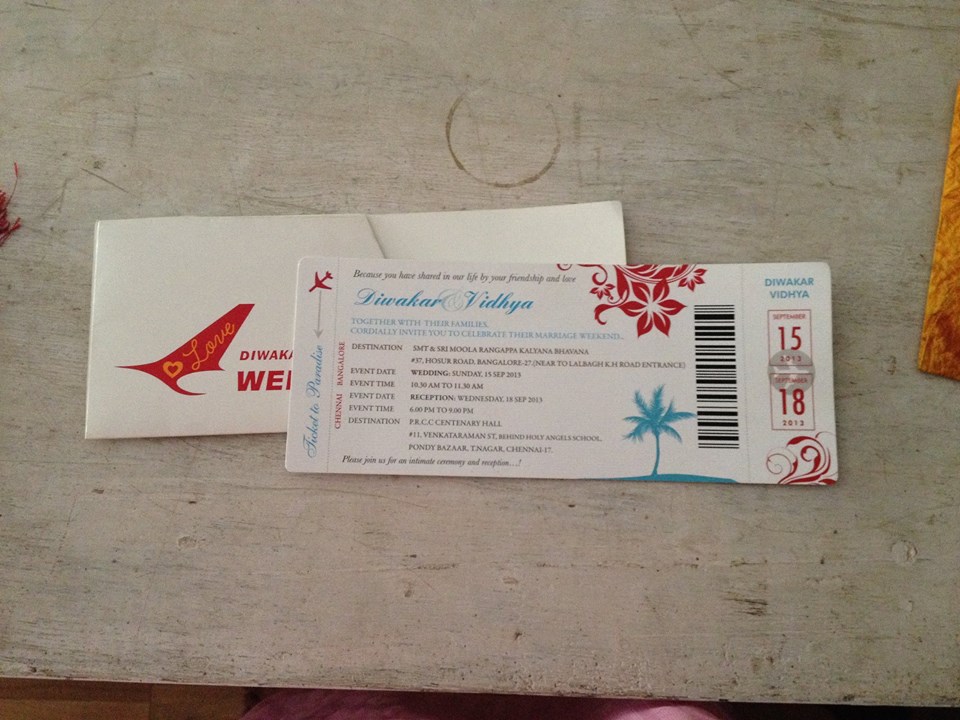 Love
DIWAKA
WE
Ticket to Paradise
CHENNAI BANGALORE
Because you have shared in our life by your friendship and love
Diwakar & Vidhya
TOGETHER WITH THEIR FAMILIES,
CORDIALLY INVITE YOU TO CELEBRATE THEIR MARRIAGE WEEKEND..
DESTINATION SMT & SRI MOOLA RANGAPPA KALYANA BHAVANA
#37, HOSUR ROAD, BANGALORE-27.(NEAR TO LALBAGH K.H ROAD ENTRANCE)
EVENT DATE WEDDING: SUNDAY, 15 SEP 2013
EVENT TIME 10.30 AM TO 11.30 AM
EVENT DATE RECEPTION: WEDNESDAY, 18 SEP 2013
EVENT TIME 6.00 PM TO 9.00 PM
DESTINATION P.R.C.C CENTENARY HALL
#11, VENKATARAMAN ST, BEHIND HOLY ANGELS SCHOOL,
PONDY BAZAAR, T.NAGAR, CHENNAI-17.
Please join us for an intimate ceremony and reception...!
DIWAKAR
VIDHYA
SEPTEMBER
15
2013
SEPTEMBER
18
2013